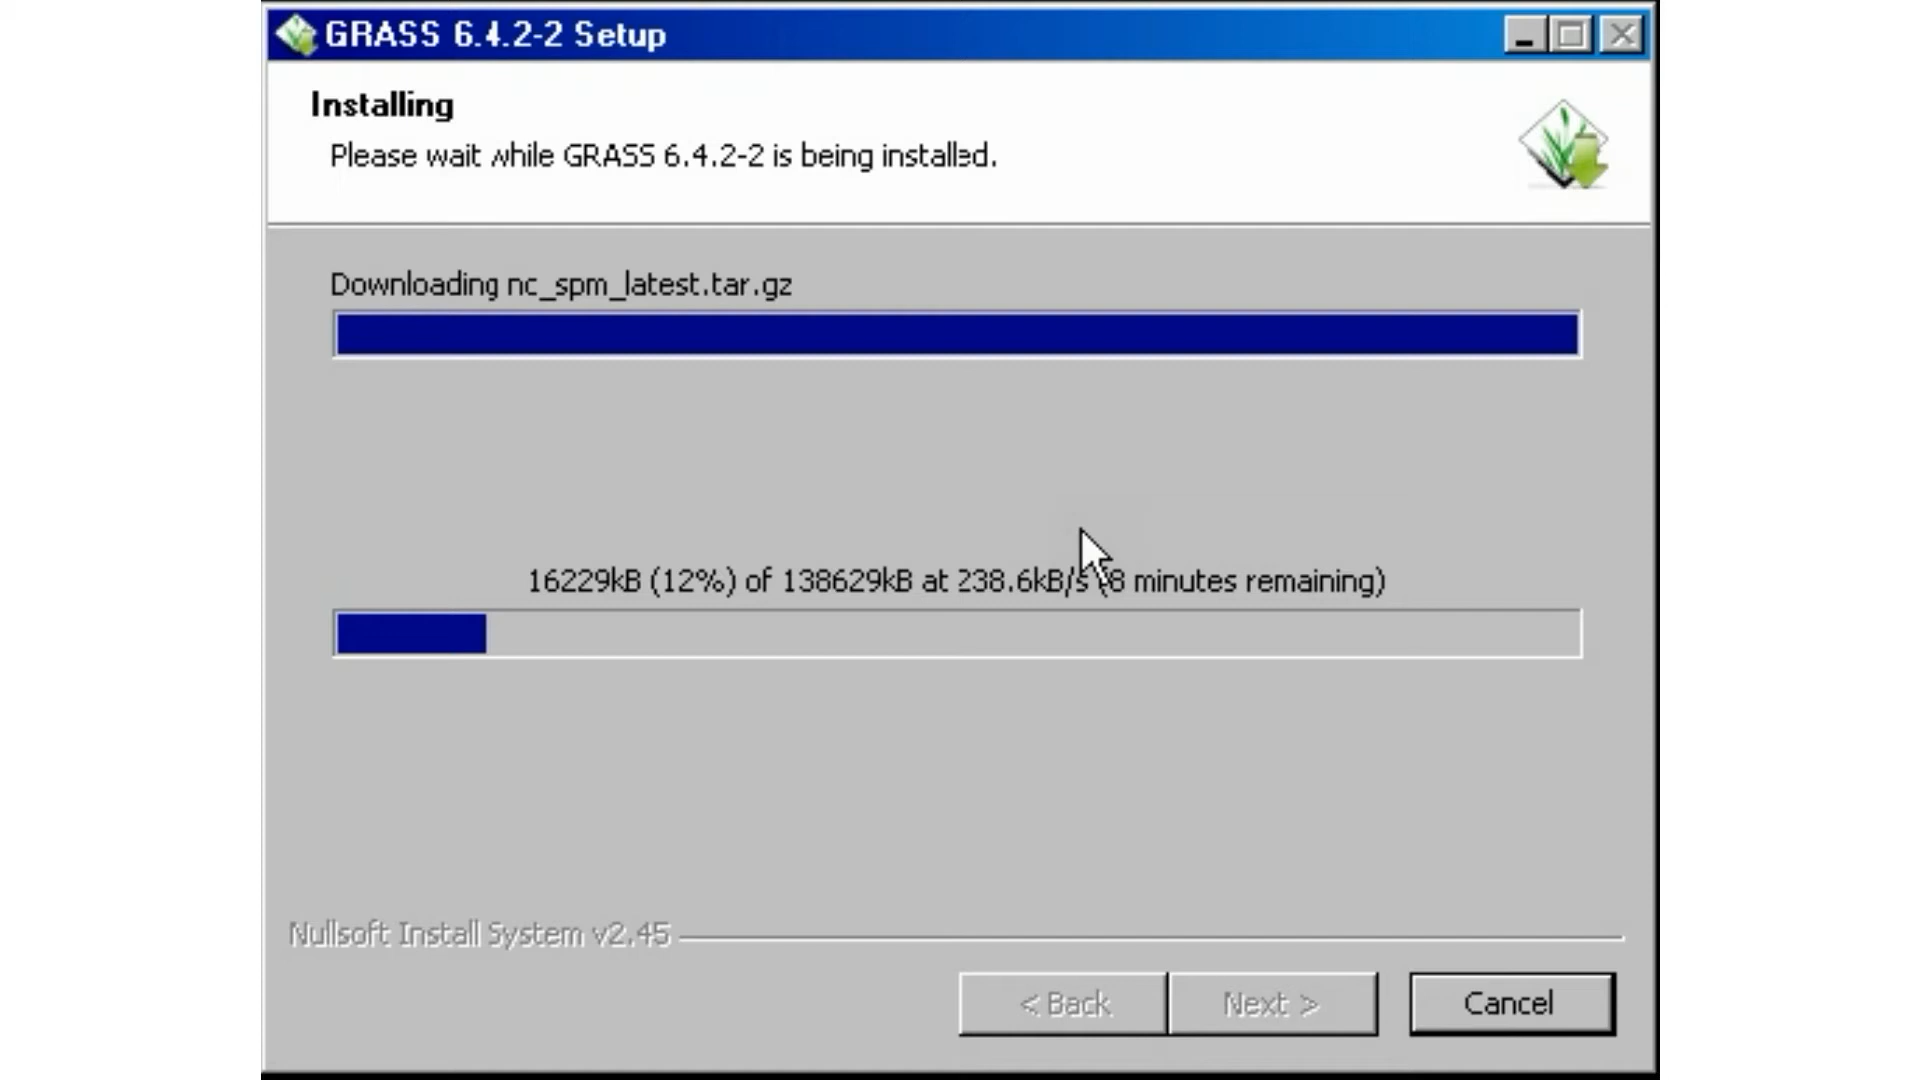 GRASS 6.4.2-2 Setup
Installing
Please wait while GRASS 6.4.2-2 is being installed.
Downloading nc_spm_latest.tar.gz
16229kB (12%) of 138629kB at 238.6kB/s (8 minutes remaining)
Nullsoft Install System v2.45
< Back
Next >
Cancel